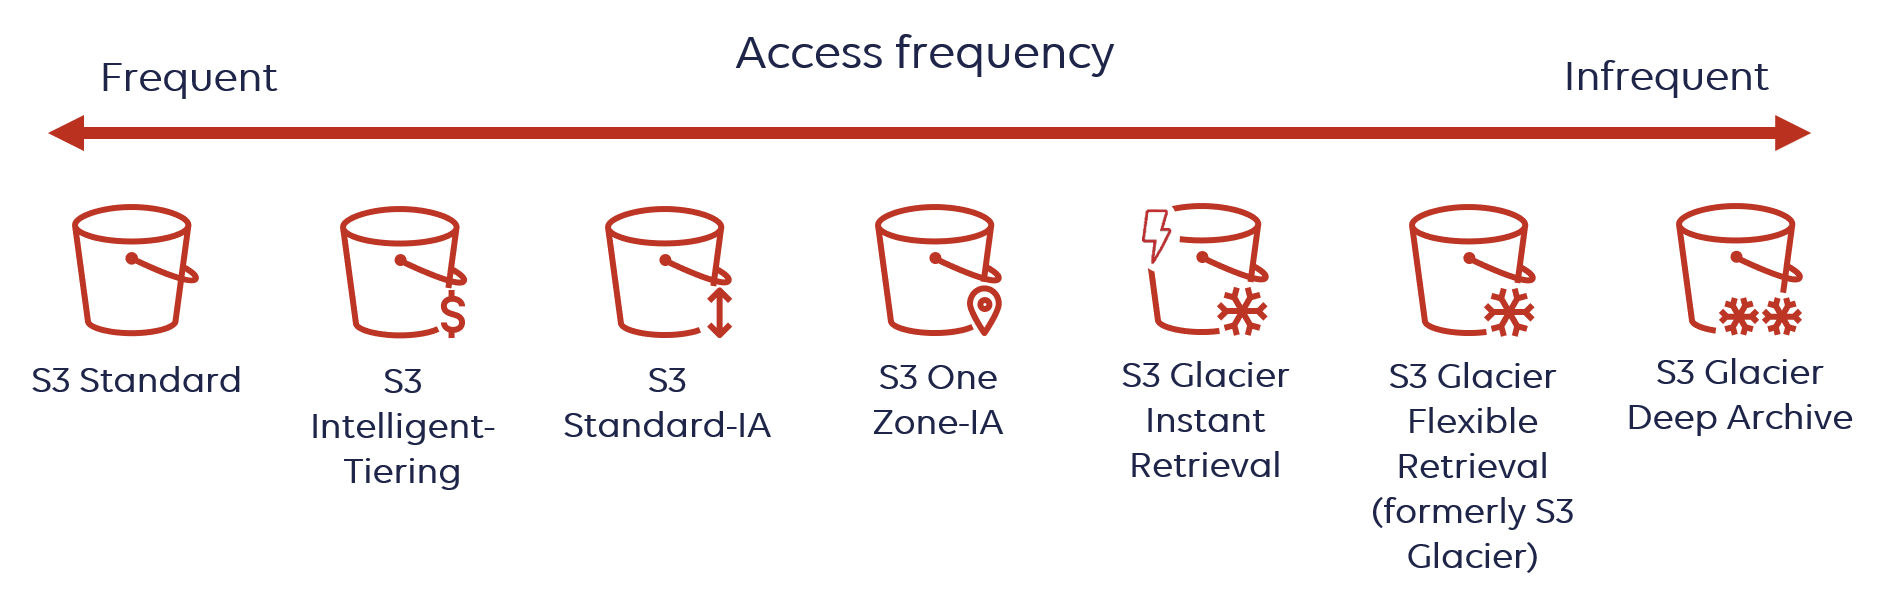 Access frequency
Frequent
Infrequent
S3 Standard
S3
Intelligent-
Tiering
S3
Standard-IA
S3 One
Zone-IA
S3 Glacier
Instant
Retrieval
S3 Glacier
Flexible
Retrieval
(formerly S3
Glacier)
S3 Glacier
Deep Archive